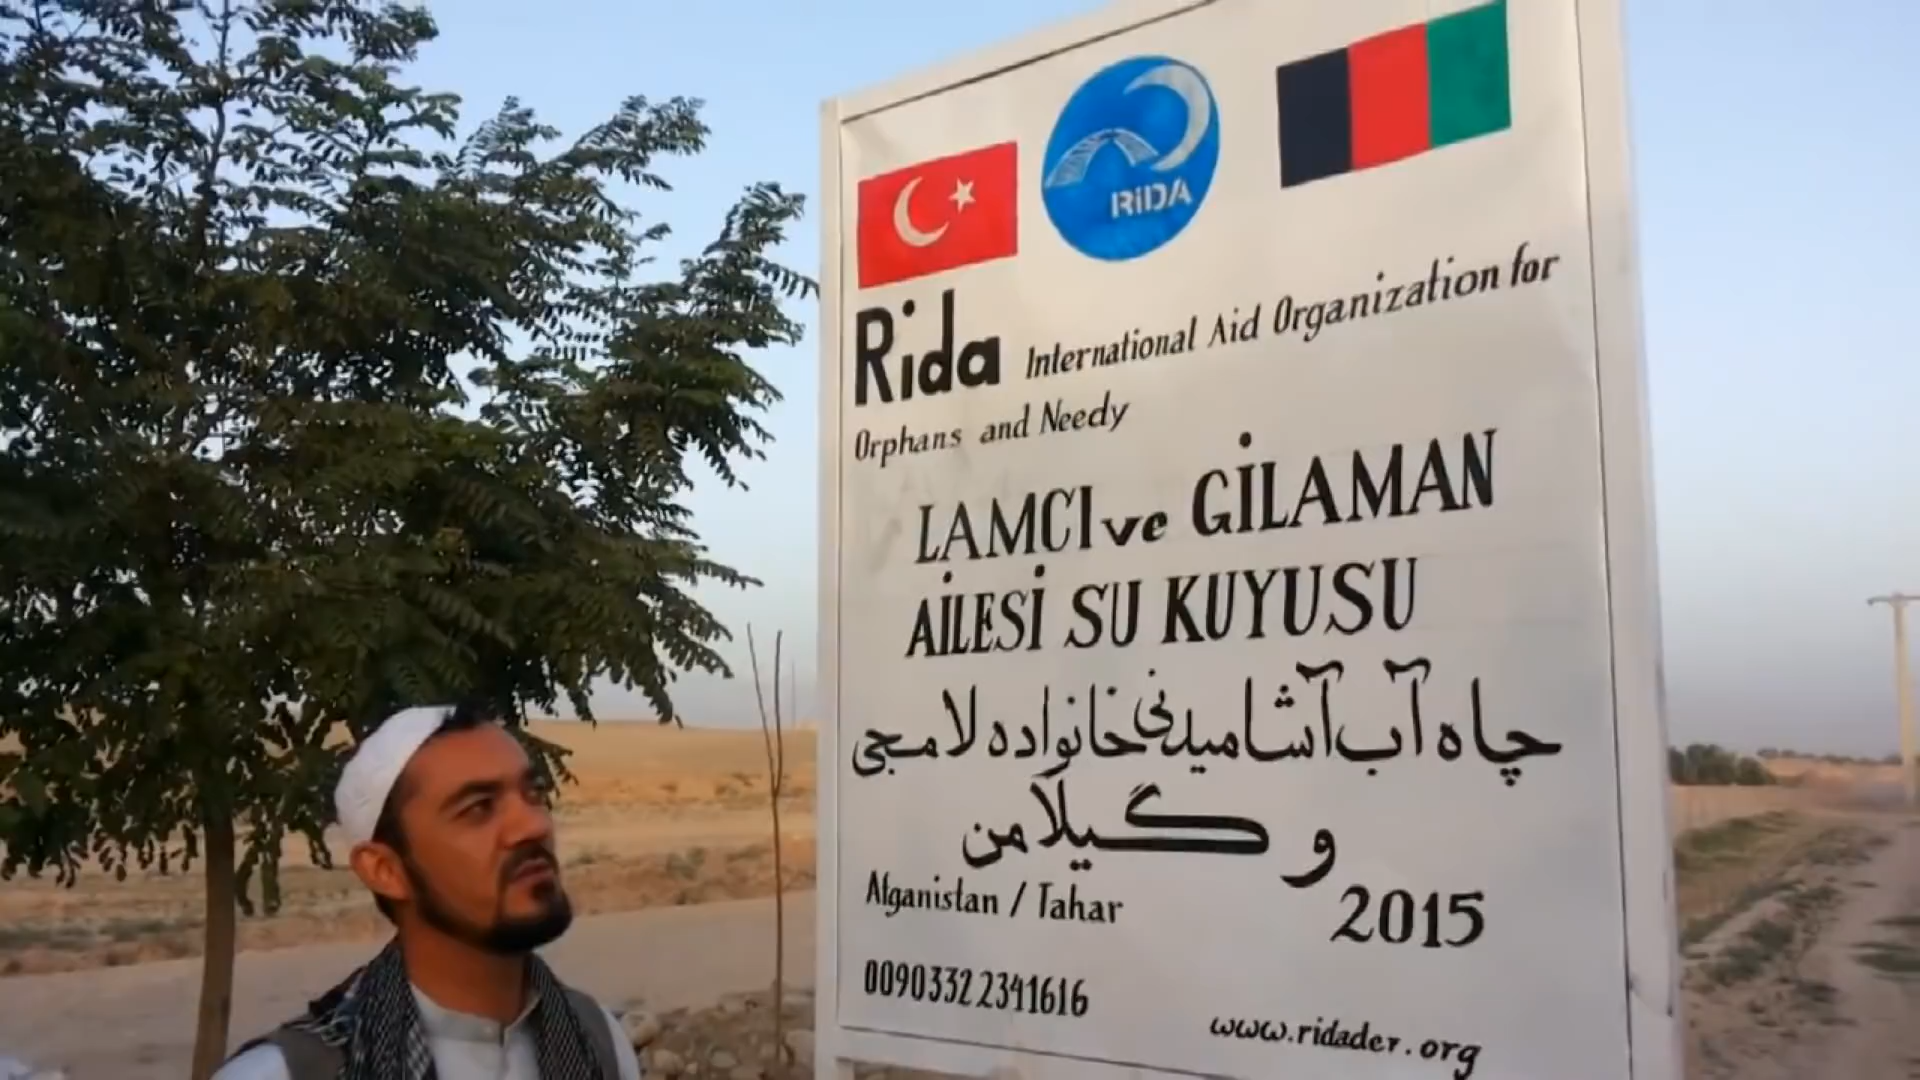 RiDA
Rida International Aid Organization for
Orphans and Needy
LAMCI ve GİLAMAN
AİLESİ SU KUYUSU
چاه آب آشامیدنی خانواده لامجی
و گیلامن
Afganistan / Tahar
2015
00903322341616
www.ridader.org